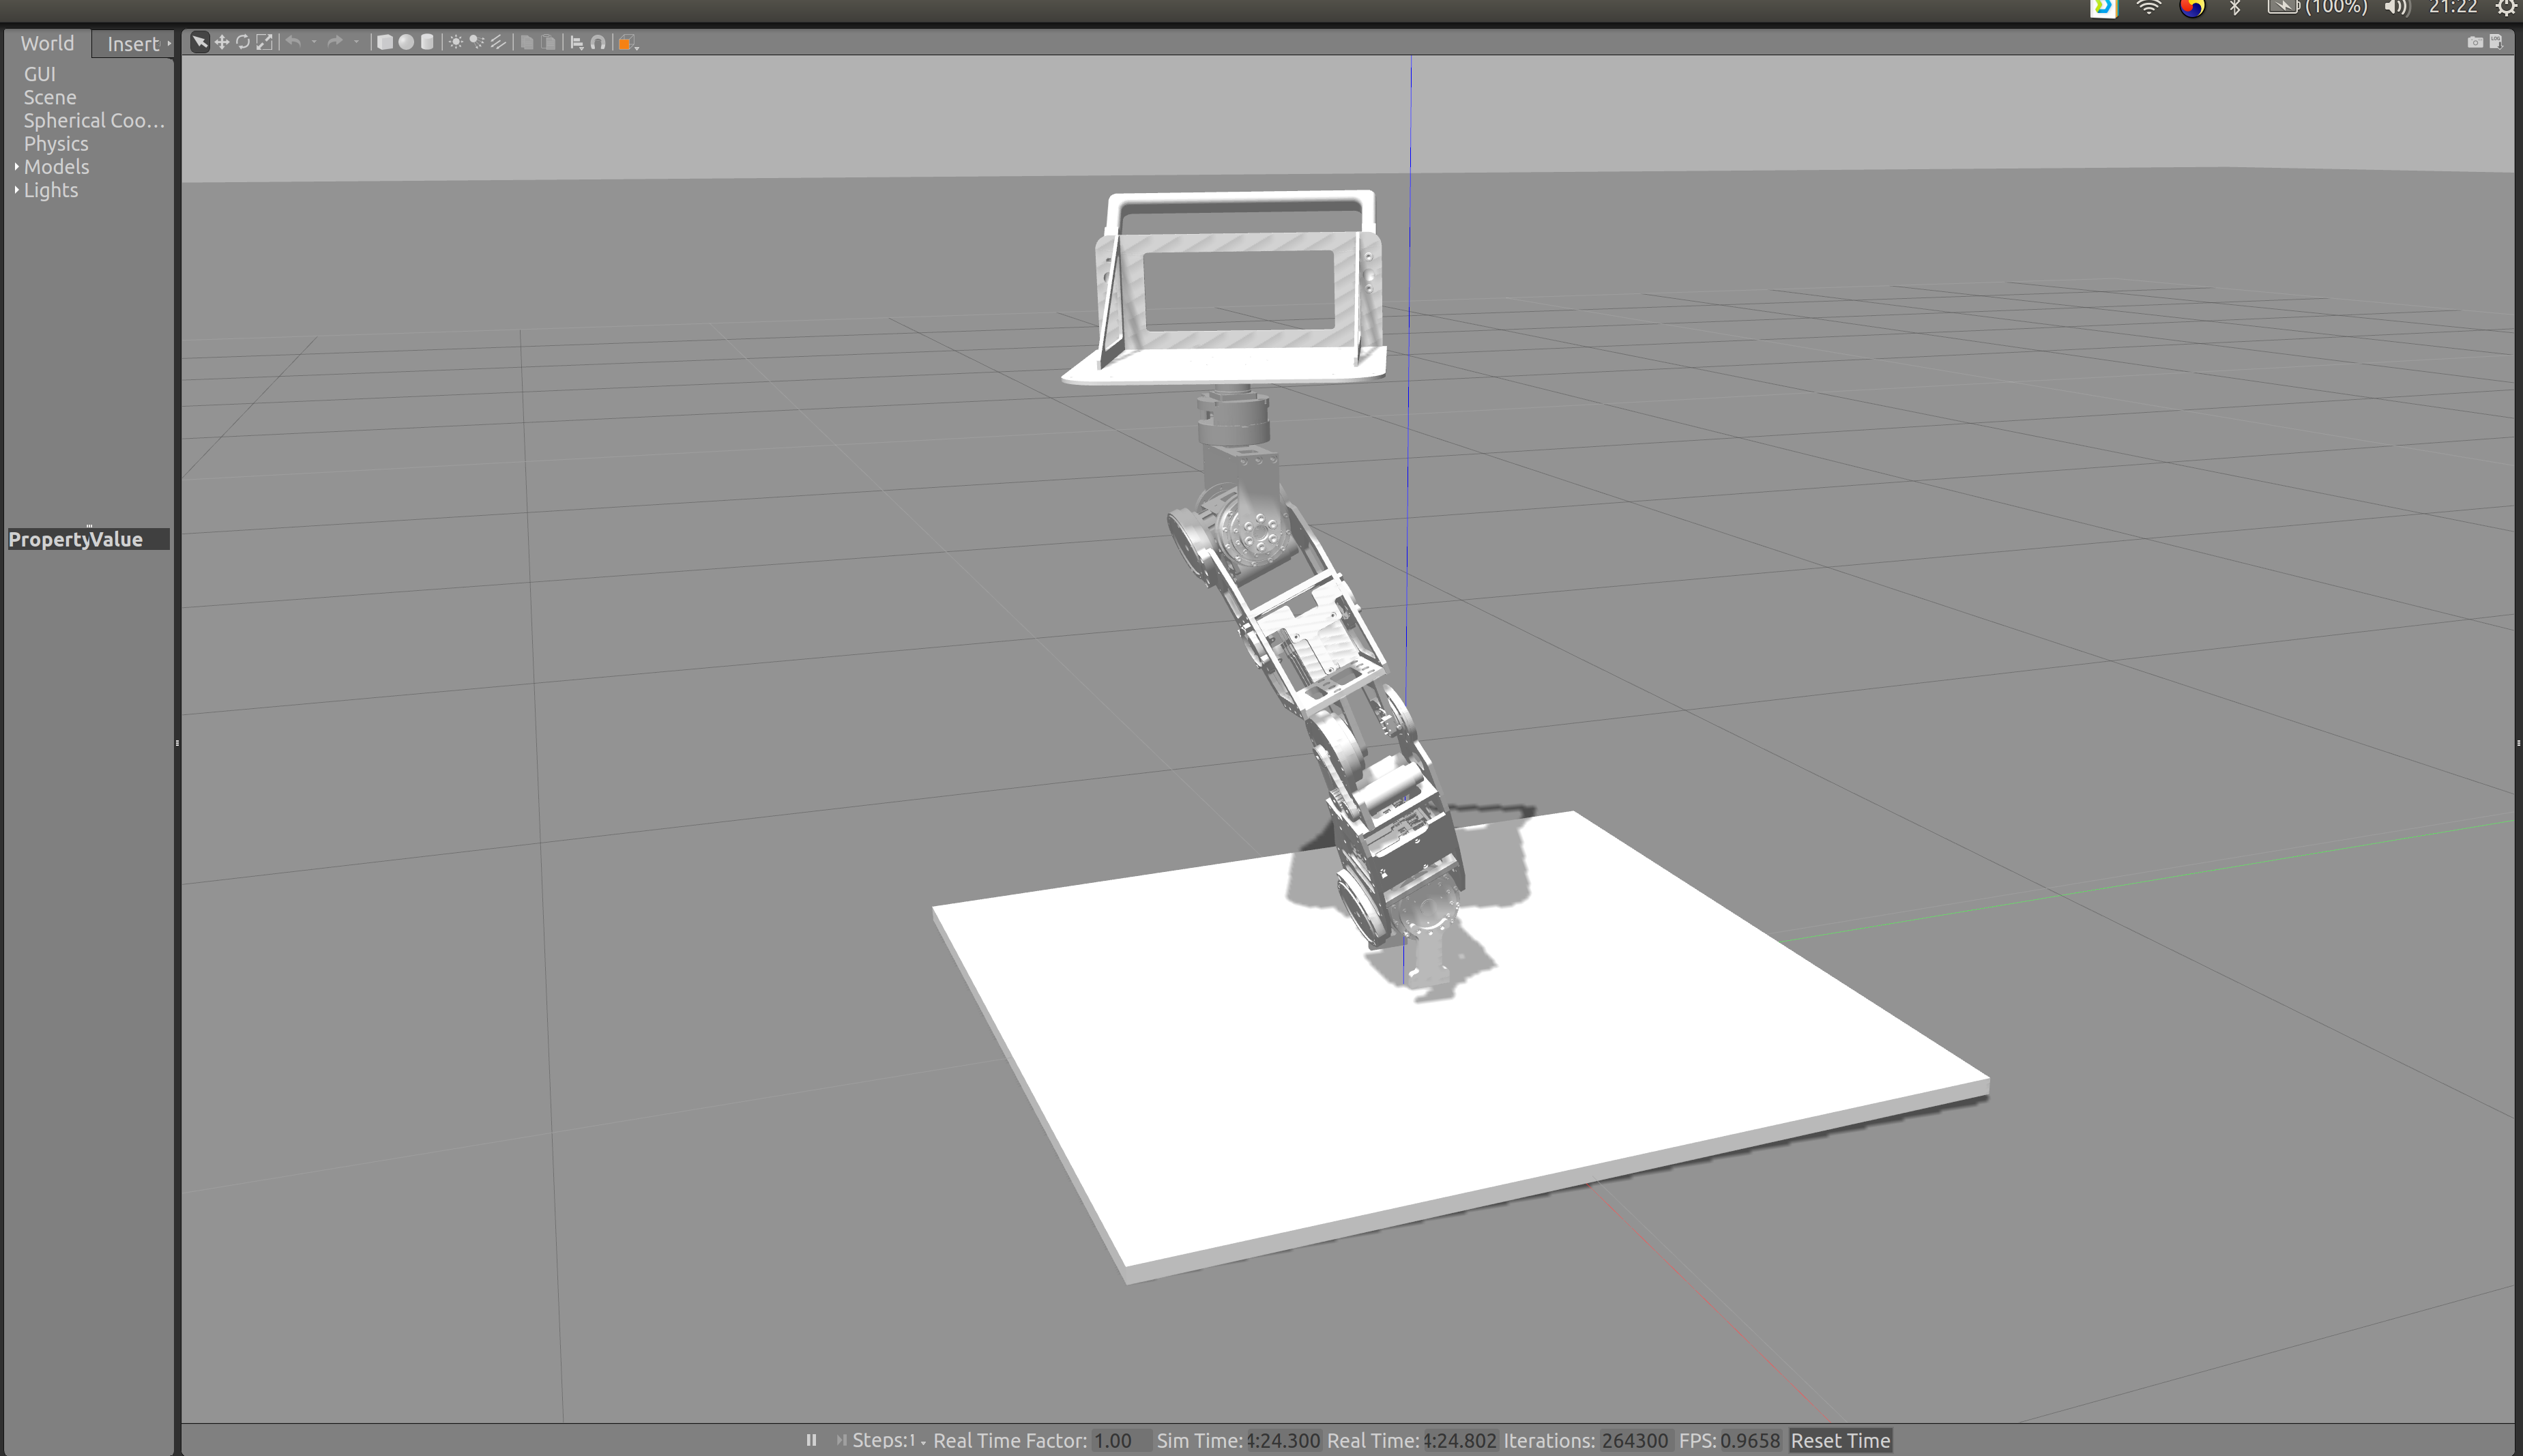 (100%) 21:22
World Insert
GUI
Scene
Spherical Coo...
Physics
Models
Lights
Property Value
Steps: 1 Real Time Factor: 1.00 Sim Time: 4:24.300 Real Time: 4:24.802 Iterations: 264300 FPS: 0.9658 Reset Time